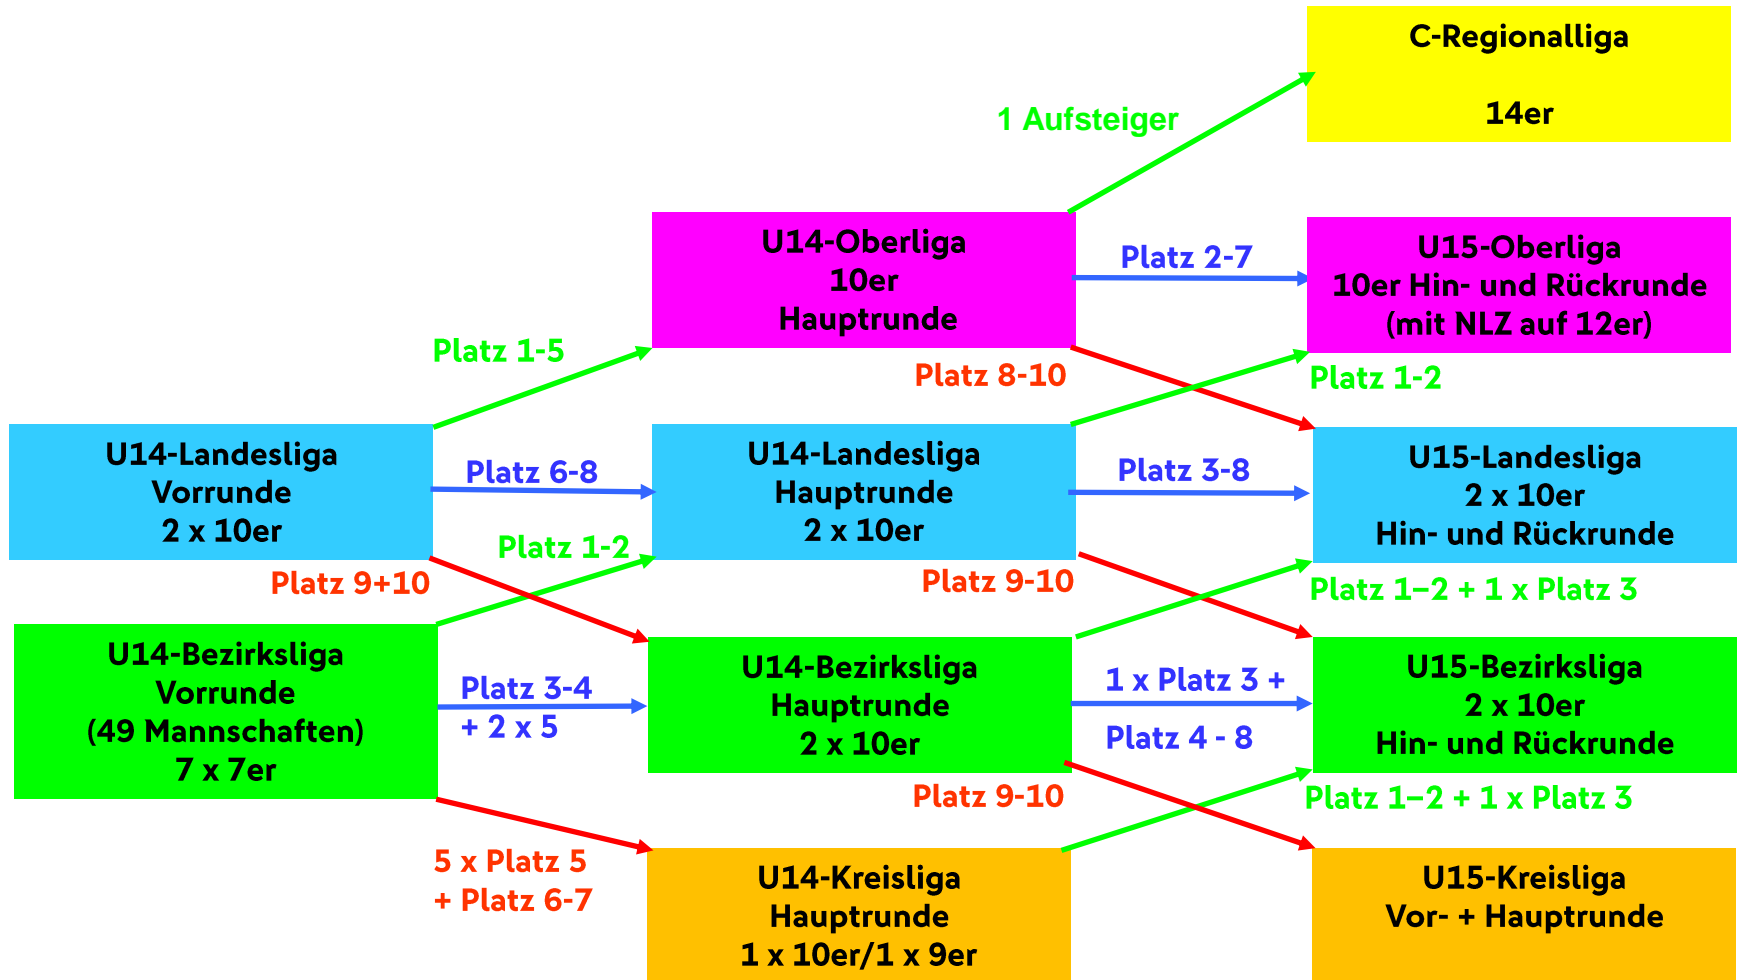 C-Regionalliga
14er
1 Aufsteiger
U14-Oberliga
10er
Hauptrunde
Platz 2-7
U15-Oberliga
10er Hin- und Rückrunde
(mit NLZ auf 12er)
Platz 1-5
Platz 8-10
Platz 1-2
U14-Landesliga
Vorrunde
2 x 10er
Platz 6-8
U14-Landesliga
Hauptrunde
2 x 10er
Platz 3-8
U15-Landesliga
2 x 10er
Hin- und Rückrunde
Platz 1-2
Platz 9+10
Platz 9-10
Platz 1–2 + 1 x Platz 3
U14-Bezirksliga
Vorrunde
(49 Mannschaften)
7 x 7er
Platz 3-4
+ 2 x 5
U14-Bezirksliga
Hauptrunde
2 x 10er
1 x Platz 3 +
Platz 4 - 8
U15-Bezirksliga
2 x 10er
Hin- und Rückrunde
Platz 9-10
Platz 1–2 + 1 x Platz 3
5 x Platz 5
+ Platz 6-7
U14-Kreisliga
Hauptrunde
1 x 10er/1 x 9er
U15-Kreisliga
Vor- + Hauptrunde